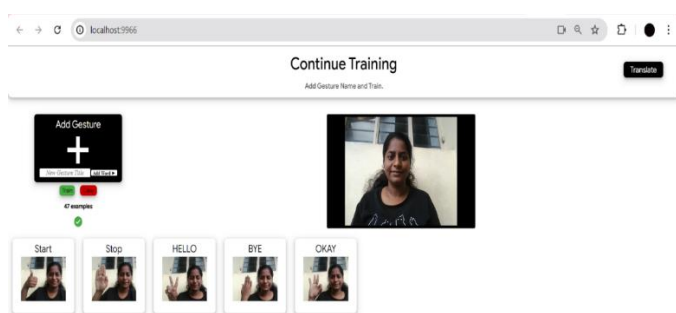 localhost:9966
Continue Training
Add Gesture Name and Train.
Translate
Add Gesture
New Gesture Title Add Word
Train
47 examples
Start Stop HELLO BYE OKAY